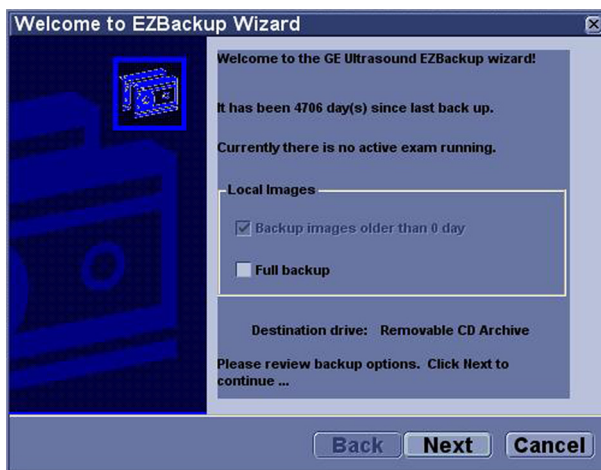 Welcome to EZBackup Wizard
Welcome to the GE Ultrasound EZBackup wizard!
It has been 4706 day(s) since last back up.
Currently there is no active exam running.
Local Images
Backup images older than 0 day
Full backup
Destination drive: Removable CD Archive
Please review backup options. Click Next to
continue ...
Back Next Cancel